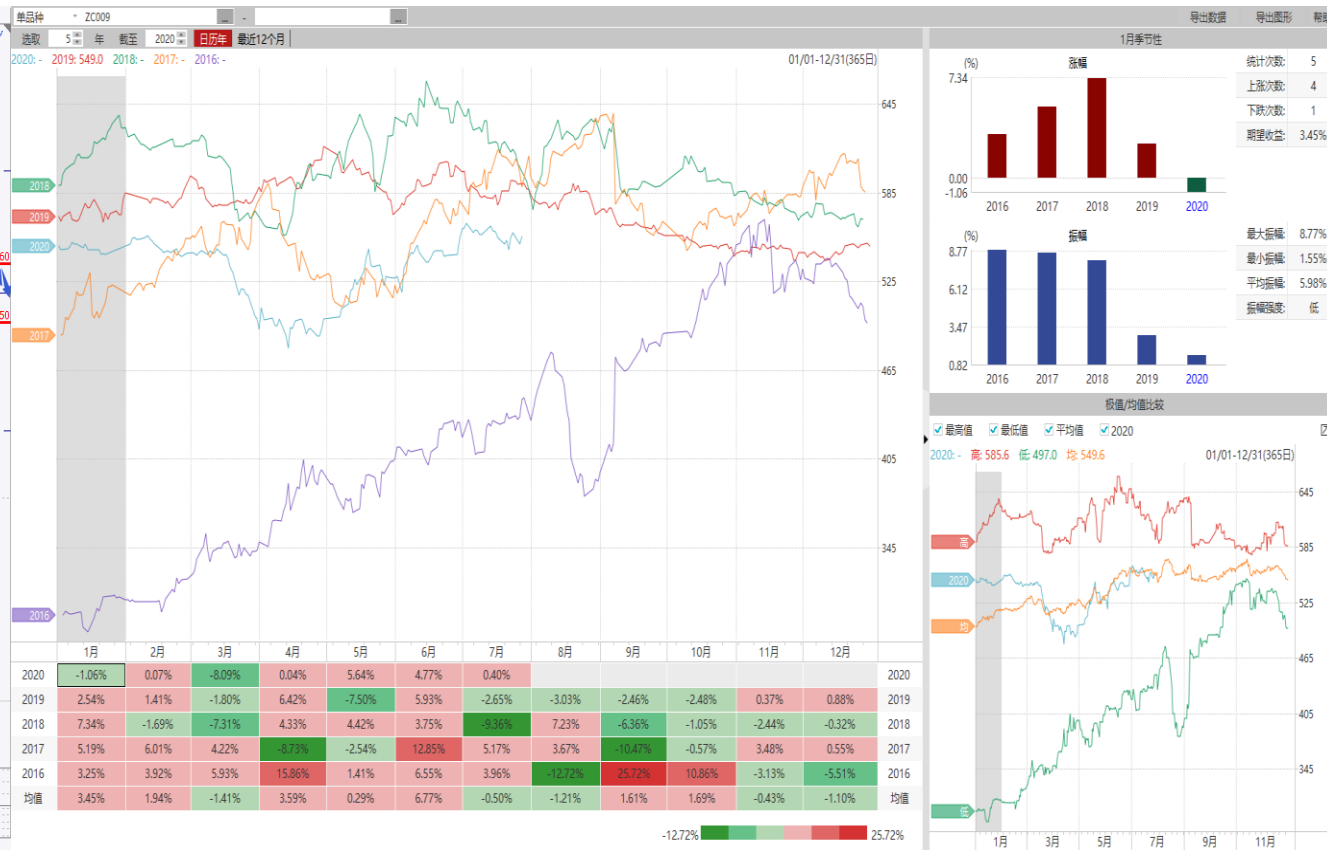 单品种 ZC009 ... - ...
导出数据 导出图形
选取 5 年 截至 2020 日历年 最近12个月
2020: - 2019: 549.0 2018: - 2017: - 2016: -
01/01-12/31(365日)
645
585
525
465
405
345
2018
2019
2020
2017
2016
1月 2月 3月 4月 5月 6月 7月 8月 9月 10月 11月 12月
2020 -1.06% 0.07% -8.09% 0.04% 5.64% 4.77% 0.40% 2020
2019 2.54% 1.41% -1.80% 6.42% -7.50% 5.93% -2.65% -3.03% -2.46% -2.48% 0.37% 0.88% 2019
2018 7.34% -1.69% -7.31% 4.33% 4.42% 3.75% -9.36% 7.23% -6.36% -1.05% -2.44% -0.32% 2018
2017 5.19% 6.01% 4.22% -8.73% -2.54% 12.85% 5.17% 3.67% -10.47% -0.57% 3.48% 0.55% 2017
2016 3.25% 3.92% 5.93% 15.86% 1.41% 6.55% 3.96% -12.72% 25.72% 10.86% -3.13% -5.51% 2016
均值 3.45% 1.94% -1.41% 3.59% 0.29% 6.77% -0.50% -1.21% 1.61% 1.69% -0.43% -1.10% 均值
-12.72% 25.72%
1月季节性
(%) 涨幅
7.34
0.00
-1.06
2016 2017 2018 2019 2020
统计次数: 5
上涨次数: 4
下跌次数: 1
期望收益: 3.45%
(%) 振幅
8.77
6.12
3.47
0.82
2016 2017 2018 2019 2020
最大振幅: 8.77%
最小振幅: 1.55%
平均振幅: 5.98%
振幅强度: 低
极值/均值比较
最高值 最低值 平均值 2020
2020: - 高: 585.6 低: 497.0 均: 549.6 01/01-12/31(365日)
645
585
525
465
405
345
高
2020
均
低
1月 3月 5月 7月 9月 11月